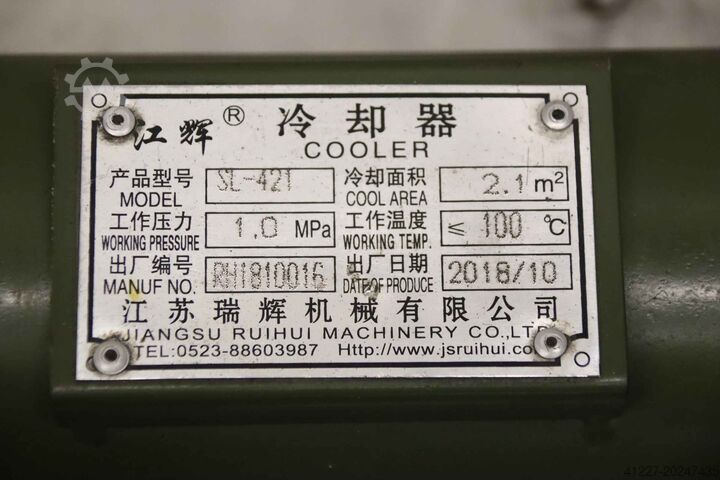 江辉 ® 冷却器
COOLER
产品型号 SL-421 冷却面积 2.1 m²
MODEL COOL AREA
工作压力 1.0 MPa 工作温度 ≤ 100 ℃
WORKING PRESSURE WORKING TEMP.
出厂编号 RH1810016 出厂日期 2018/10
MANUF NO. DATE OF PRODUCE
江苏瑞辉机械有限公司
JIANGSU RUIHUI MACHINERY CO.,LTD
TEL:0523-88603987 Http://www.jsruihui.co